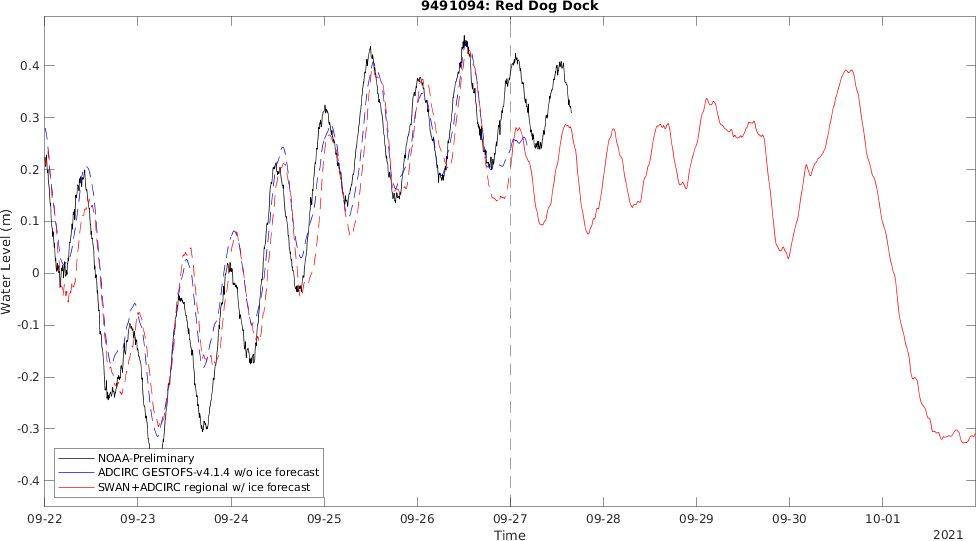 9491094: Red Dog Dock
0.4
0.3
0.2
0.1
0
-0.1
-0.2
-0.3
-0.4
Water Level (m)
NOAA-Preliminary
ADCIRC GESTOFS-v4.1.4 w/o ice forecast
SWAN+ADCIRC regional w/ ice forecast
09-22 09-23 09-24 09-25 09-26 09-27 09-28 09-29 09-30 10-01
Time
2021